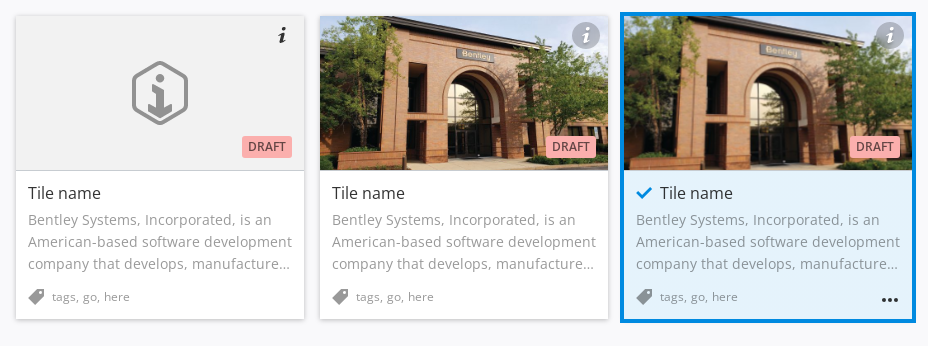 DRAFT
Tile name
Bentley Systems, Incorporated, is an
American-based software development
company that develops, manufacture...
tags, go, here
Bentley
DRAFT
Tile name
Bentley Systems, Incorporated, is an
American-based software development
company that develops, manufacture...
tags, go, here
Bentley
DRAFT
Tile name
Bentley Systems, Incorporated, is an
American-based software development
company that develops, manufacture...
tags, go, here